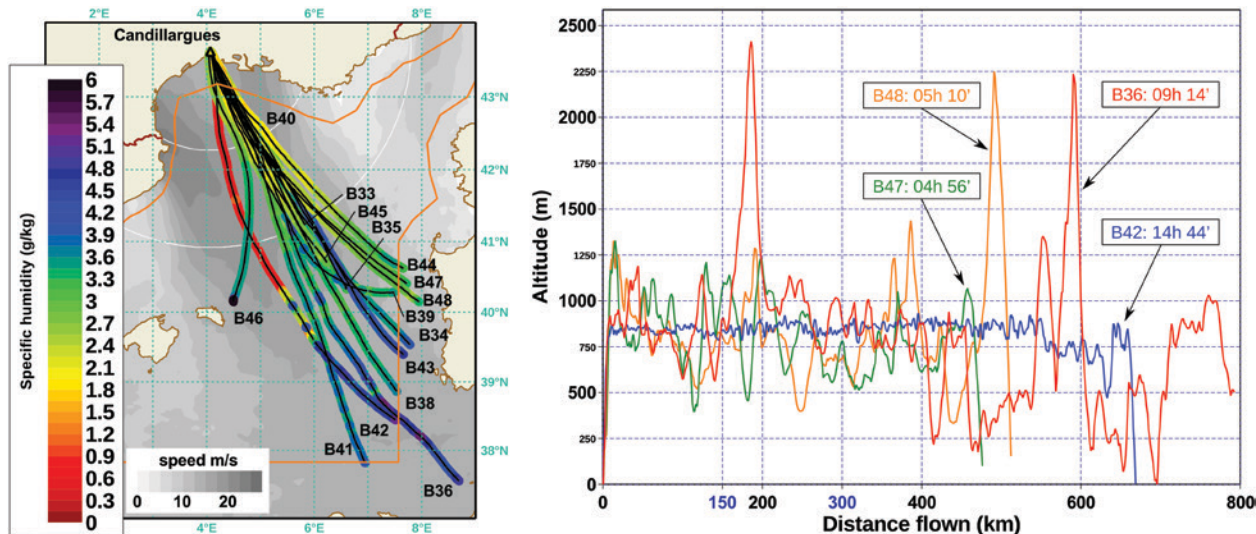 2°E
4°E
6°E
8°E
Candillargues
43°N
42°N
41°N
40°N
39°N
38°N
B40
B33
B45
B35
B44
B47
B48
B39
B46
B34
B43
B38
B42
B41
B36
Specific humidity (g/kg)
6
5.7
5.4
5.1
4.8
4.5
4.2
3.9
3.6
3.3
3
2.7
2.4
2.1
1.8
1.5
1.2
0.9
0.6
0.3
0
speed m/s
0 10 20
4°E
6°E
8°E
Altitude (m)
2500
2250
2000
1750
1500
1250
1000
750
500
250
0
B48: 05h 10'
B36: 09h 14'
B47: 04h 56'
B42: 14h 44'
0 150 200 300 400 600 800
Distance flown (km)